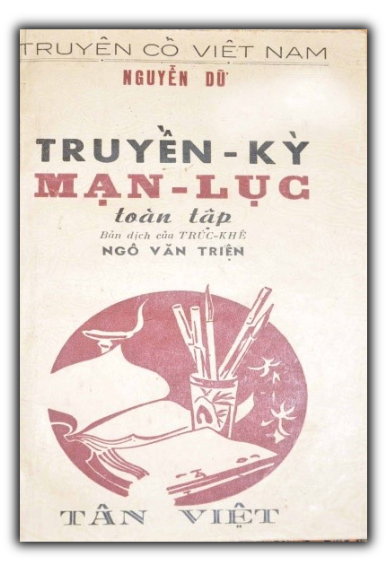 TRUYỆN CỔ VIỆT NAM
NGUYỄN DỮ
TRUYỀN-KỲ
MẠN-LỤC
toàn tập
Bản dịch của TRÚC-KHÊ
NGÔ VĂN TRIỆN
TÂN VIỆT